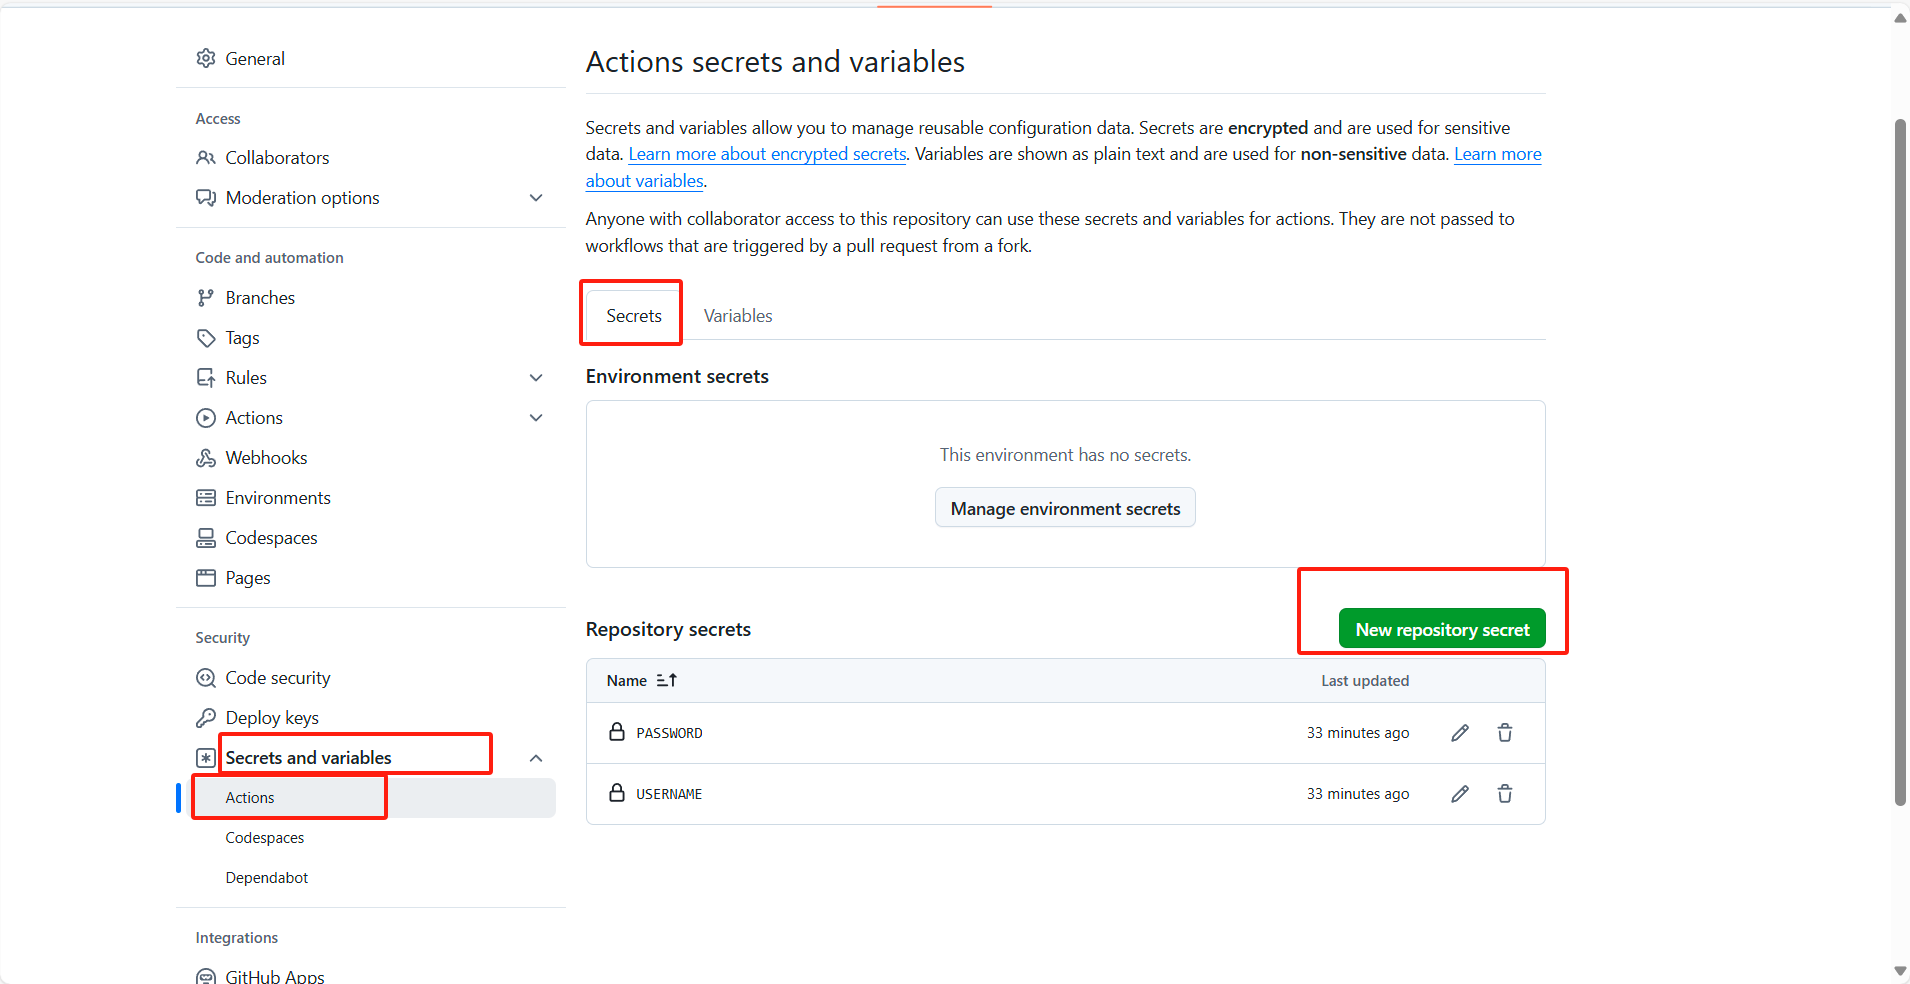 General
Access
Collaborators
Moderation options
Code and automation
Branches
Tags
Rules
Actions
Webhooks
Environments
Codespaces
Pages
Security
Code security
Deploy keys
Secrets and variables
Actions
Codespaces
Dependabot
Integrations
GitHub Apps
Actions secrets and variables
Secrets and variables allow you to manage reusable configuration data. Secrets are encrypted and are used for sensitive
data. Learn more about encrypted secrets. Variables are shown as plain text and are used for non-sensitive data. Learn more
about variables.
Anyone with collaborator access to this repository can use these secrets and variables for actions. They are not passed to
workflows that are triggered by a pull request from a fork.
Secrets Variables
Environment secrets
This environment has no secrets.
Manage environment secrets
Repository secrets New repository secret
Name Last updated
PASSWORD 33 minutes ago
USERNAME 33 minutes ago